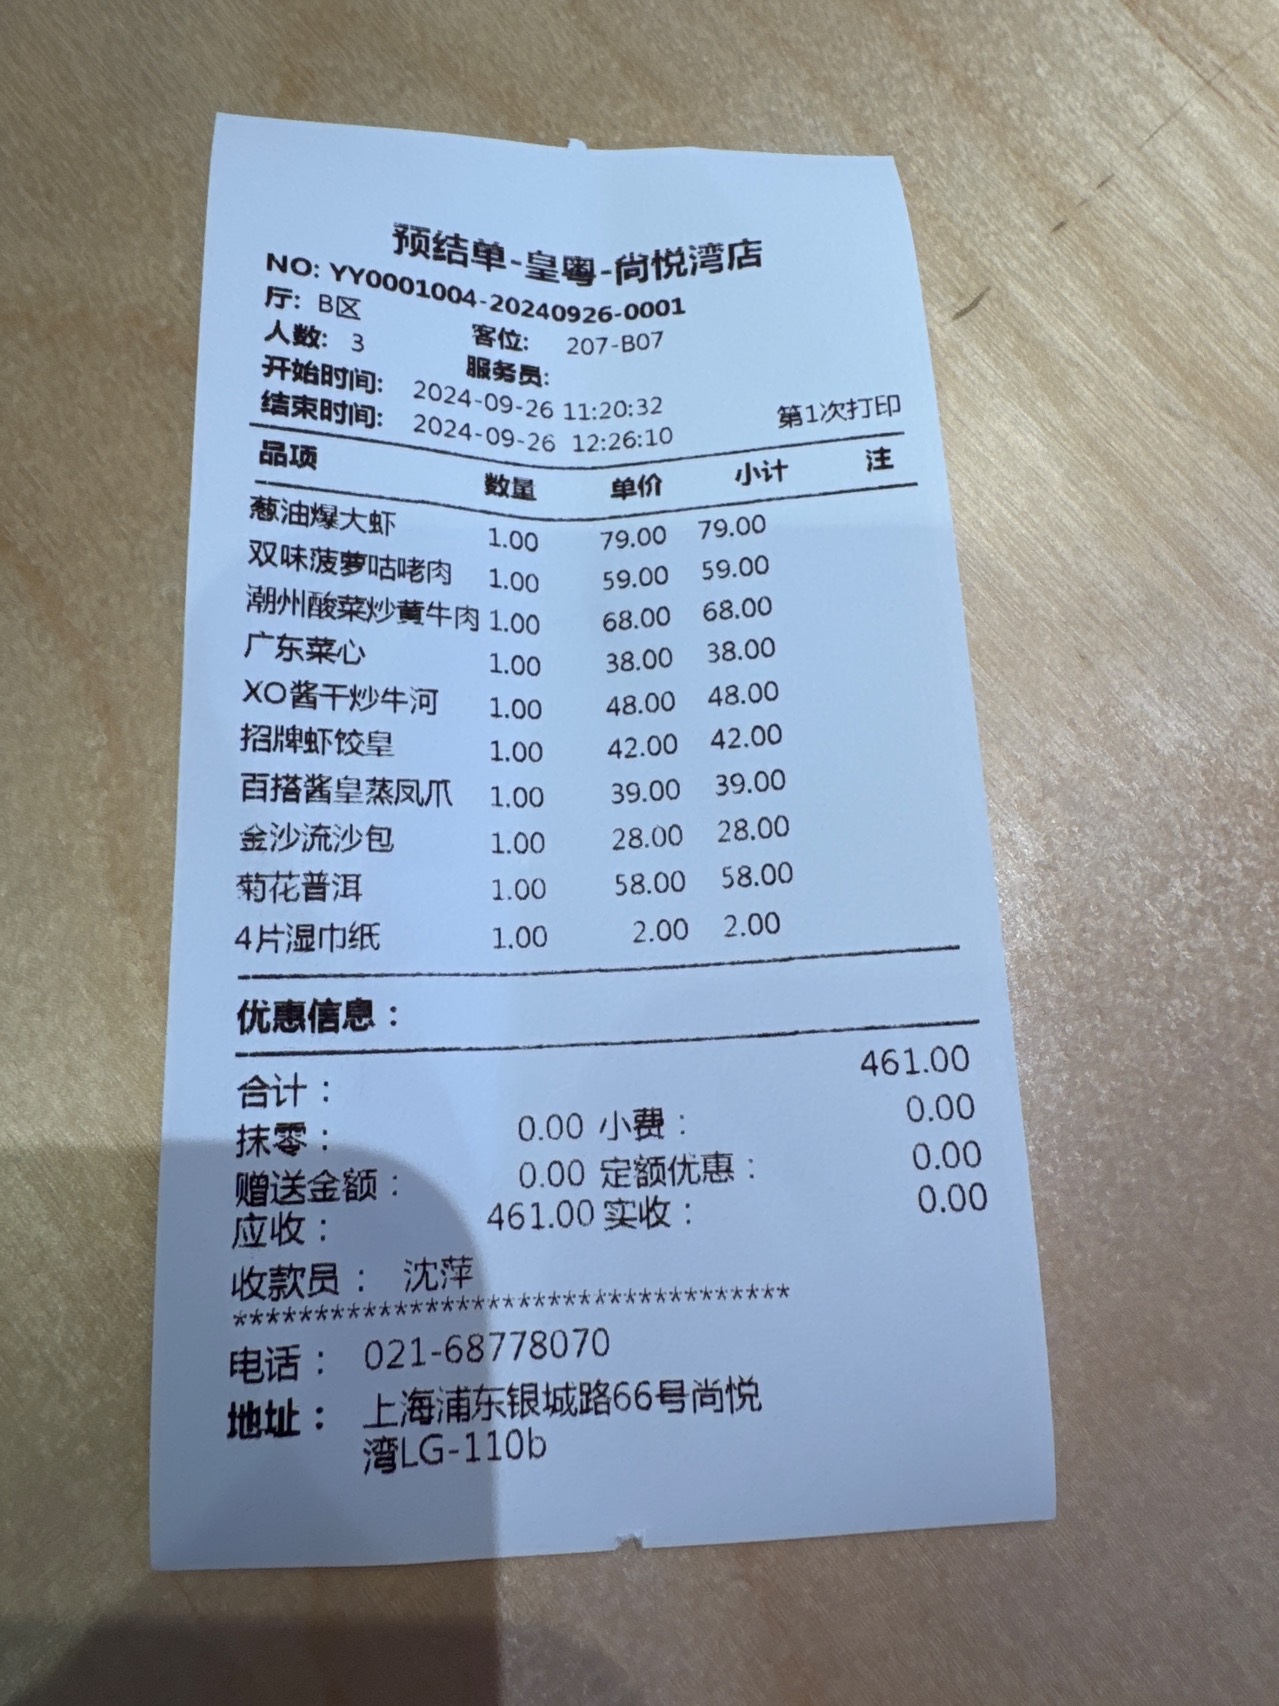 预结单-皇粤-尚悦湾店
NO: YY0001004-20240926-0001
厅: B区 客位: 207-B07
人数: 3 服务员:
开始时间: 2024-09-26 11:20:32
结束时间: 2024-09-26 12:26:10 第1次打印
品项 数量 单价 小计 注
葱油爆大虾 1.00 79.00 79.00
双味菠萝咕咾肉 1.00 59.00 59.00
潮州酸菜炒黄牛肉 1.00 68.00 68.00
广东菜心 1.00 38.00 38.00
XO酱干炒牛河 1.00 48.00 48.00
招牌虾饺皇 1.00 42.00 42.00
百搭酱皇蒸凤爪 1.00 39.00 39.00
金沙流沙包 1.00 28.00 28.00
菊花普洱 1.00 58.00 58.00
4片湿巾纸 1.00 2.00 2.00
优惠信息：
合计： 461.00
抹零： 0.00 小费： 0.00
赠送金额： 0.00 定额优惠： 0.00
应收： 461.00 实收： 0.00
收款员： 沈萍
************************************
电话： 021-68778070
地址： 上海浦东银城路66号尚悦
湾LG-110b